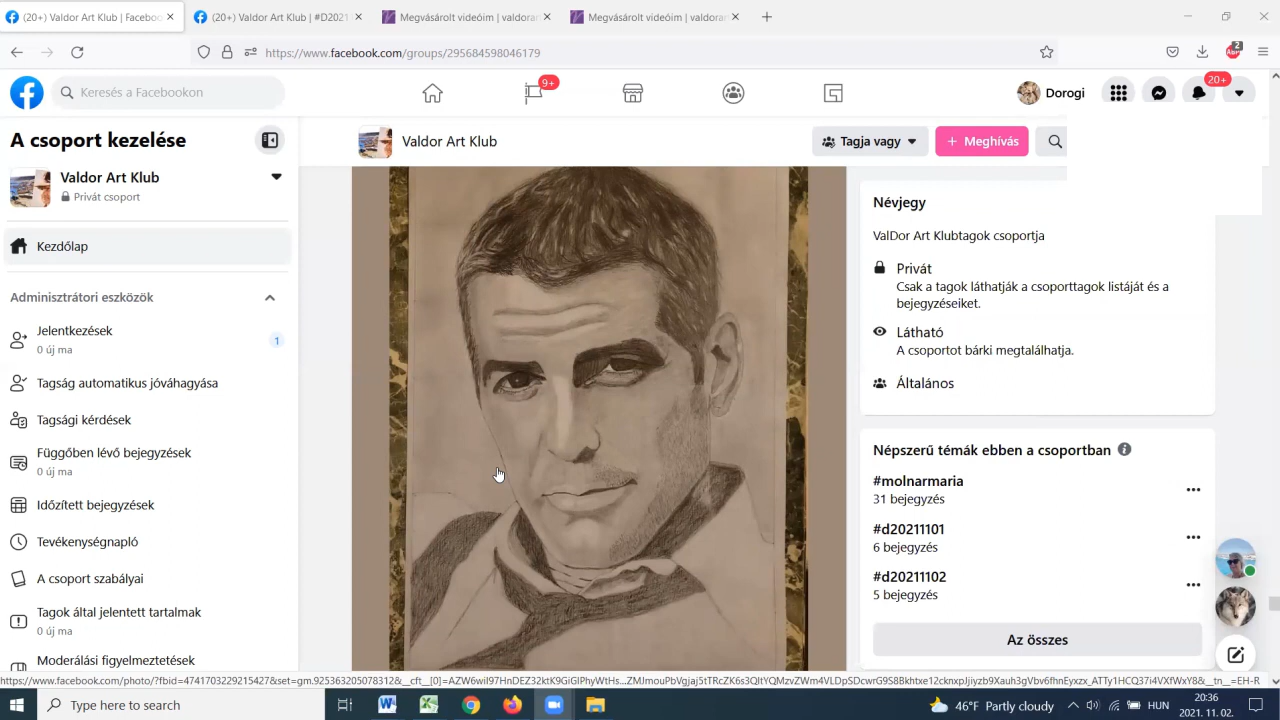 (20+) Valdor Art Klub | Faceboo
(20+) Valdor Art Klub | #D2021
Megvásárolt videóim | valdorar
Megvásárolt videóim | valdorar
https://www.facebook.com/groups/295684598046179
ABP
2
Keresés a Facebookon
9+
Dorogi
20+
A csoport kezelése
Valdor Art Klub
Privát csoport
Kezdőlap
Adminisztrátori eszközök
Jelentkezések
0 új ma
1
Tagság automatikus jóváhagyása
Tagsági kérdések
Függőben lévő bejegyzések
0 új ma
Időzített bejegyzések
Tevékenységnapló
A csoport szabályai
Tagok által jelentett tartalmak
0 új ma
Moderálási figyelmeztetések
Valdor Art Klub
Tagja vagy
+ Meghívás
Névjegy
ValDor Art Klubtagok csoportja
Privát
Csak a tagok láthatják a csoporttagok listáját és a
bejegyzéseiket.
Látható
A csoportot bárki megtalálhatja.
Általános
Népszerű témák ebben a csoportban
#molnarmaria
31 bejegyzés
#d20211101
6 bejegyzés
#d20211102
5 bejegyzés
Az összes
Type here to search
46°F Partly cloudy
HUN
20:36
2021. 11. 02.